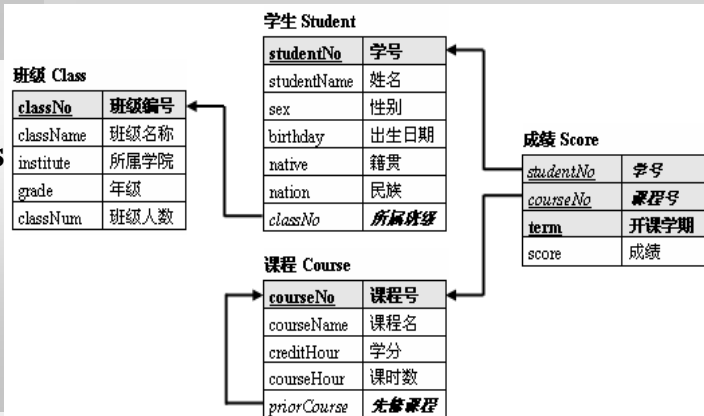 学生 Student
studentNo 学号
studentName 姓名
sex 性别
birthday 出生日期
native 籍贯
nation 民族
classNo 所属班级
班级 Class
classNo 班级编号
className 班级名称
institute 所属学院
grade 年级
classNum 班级人数
s
成绩 Score
studentNo 学号
courseNo 课程号
term 开课学期
score 成绩
课程 Course
courseNo 课程号
courseName 课程名
creditHour 学分
courseHour 课时数
priorCourse 先修课程